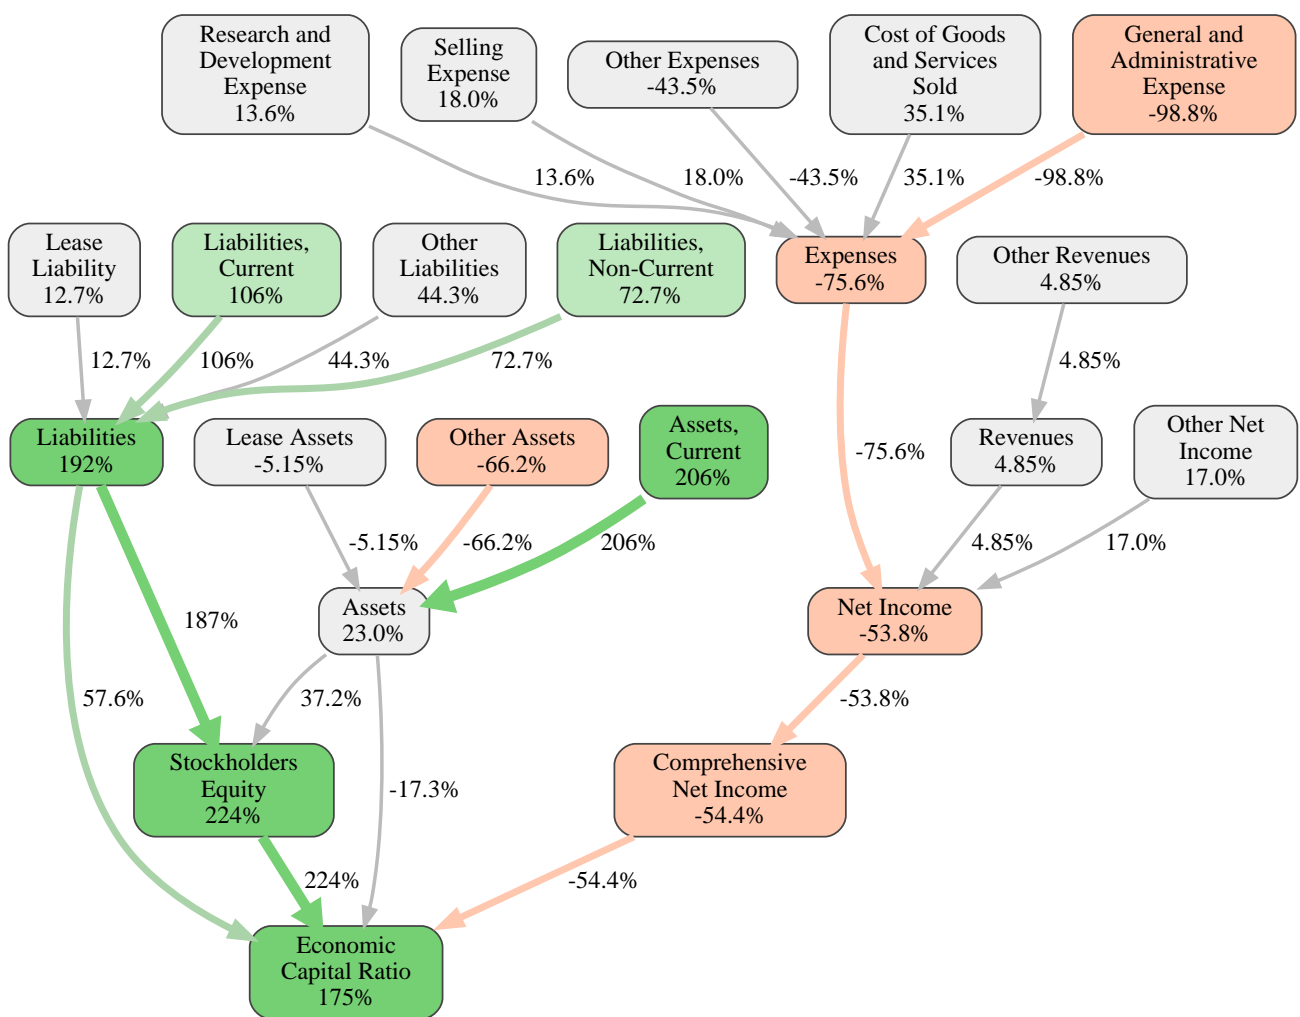 Research and
Development
Expense
13.6%
Selling
Expense
18.0%
Other Expenses
-43.5%
Cost of Goods
and Services
Sold
35.1%
General and
Administrative
Expense
-98.8%
13.6%
18.0%
-43.5%
35.1%
-98.8%
Lease
Liability
12.7%
Liabilities,
Current
106%
Other
Liabilities
44.3%
Liabilities,
Non-Current
72.7%
Expenses
-75.6%
Other Revenues
4.85%
12.7%
106%
44.3%
72.7%
4.85%
Liabilities
192%
Lease Assets
-5.15%
Other Assets
-66.2%
Assets,
Current
206%
-75.6%
Revenues
4.85%
Other Net
Income
17.0%
-5.15%
-66.2%
206%
4.85%
17.0%
187%
Assets
23.0%
Net Income
-53.8%
57.6%
37.2%
-53.8%
Stockholders
Equity
224%
-17.3%
Comprehensive
Net Income
-54.4%
224%
-54.4%
Economic
Capital Ratio
175%